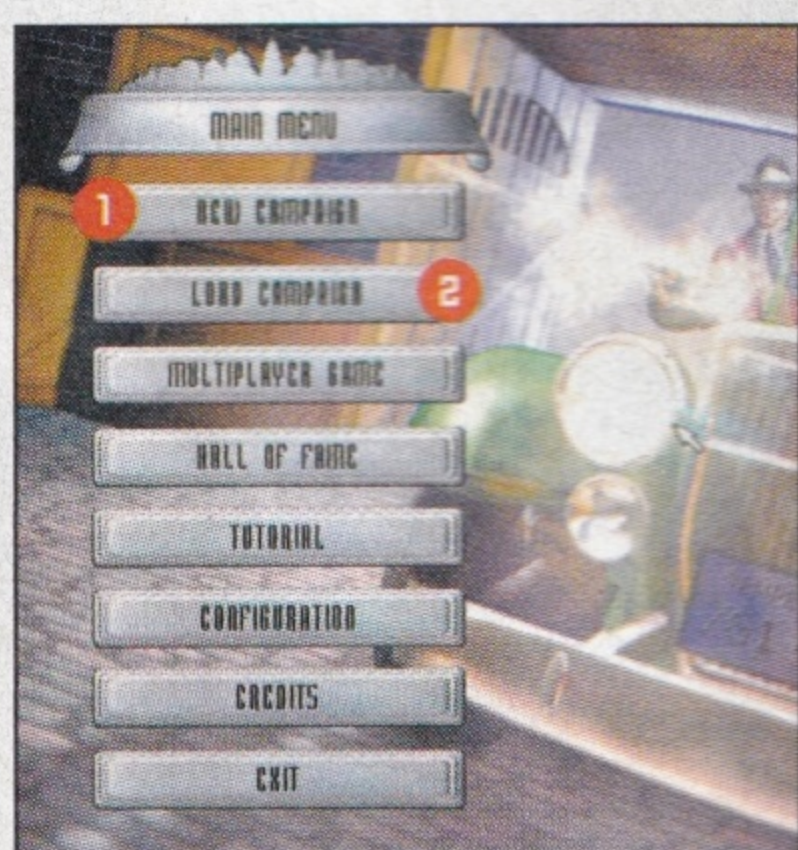 MAIN MENU
1 NEW CAMPAIGN
LOAD CAMPAIGN 2
MULTIPLAYER GAME
HALL OF FAME
TUTORIAL
CONFIGURATION
CREDITS
EXIT